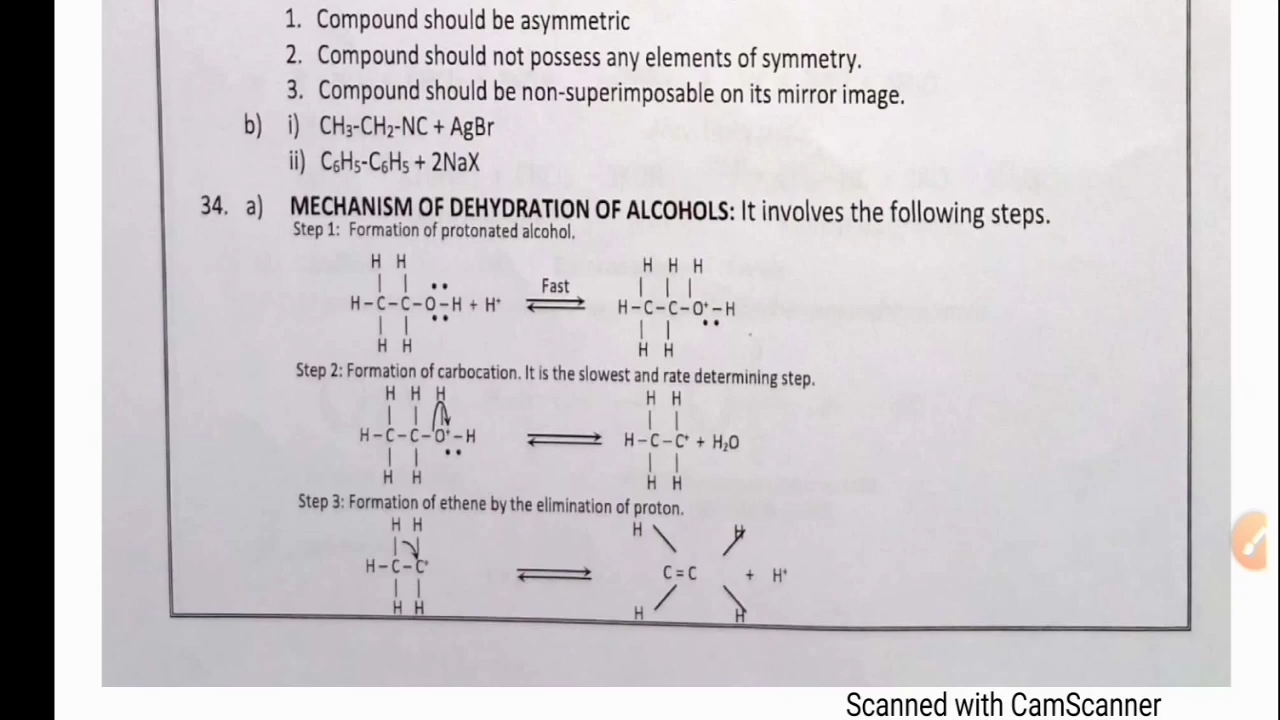 1. Compound should be asymmetric
2. Compound should not possess any elements of symmetry.
3. Compound should be non-superimposable on its mirror image.
b) i) CH₃-CH₂-NC + AgBr
ii) C₆H₅-C₆H₅ + 2NaX
34. a) MECHANISM OF DEHYDRATION OF ALCOHOLS: It involves the following steps.
Step 1: Formation of protonated alcohol.
H H H H H
H-C-C-O-H + H⁺ Fast H-C-C-O⁺-H
H H H H
Step 2: Formation of carbocation. It is the slowest and rate determining step.
H H H H H
H-C-C-O⁺-H H-C-C⁺ + H₂O
H H H H
Step 3: Formation of ethene by the elimination of proton.
H H H H
H-C-C⁺ C=C + H⁺
H H H H
Scanned with CamScanner